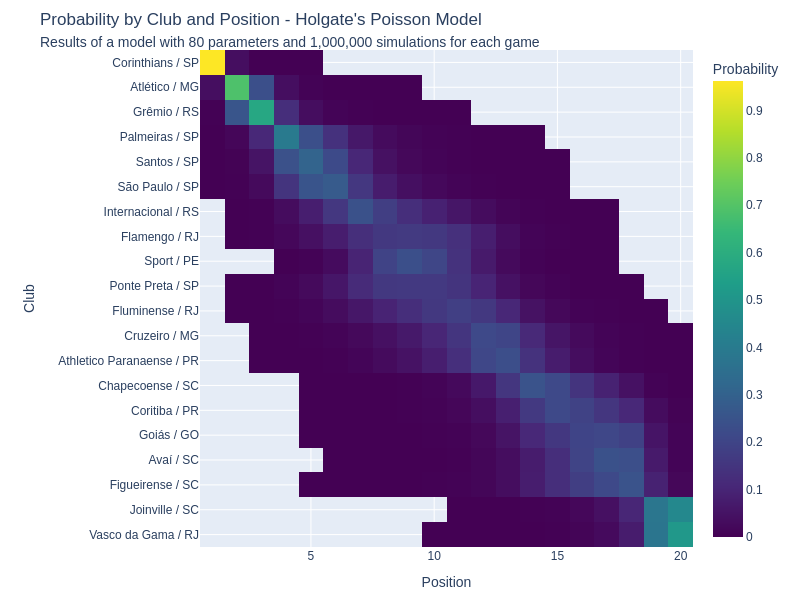 Probability by Club and Position - Holgate's Poisson Model
Results of a model with 80 parameters and 1,000,000 simulations for each game
Corinthians / SP
Atlético / MG
Grêmio / RS
Palmeiras / SP
Santos / SP
São Paulo / SP
Internacional / RS
Flamengo / RJ
Sport / PE
Ponte Preta / SP
Fluminense / RJ
Cruzeiro / MG
Athletico Paranaense / PR
Chapecoense / SC
Coritiba / PR
Goiás / GO
Avaí / SC
Figueirense / SC
Joinville / SC
Vasco da Gama / RJ
Club
5
10
15
20
Position
Probability
0.9
0.8
0.7
0.6
0.5
0.4
0.3
0.2
0.1
0